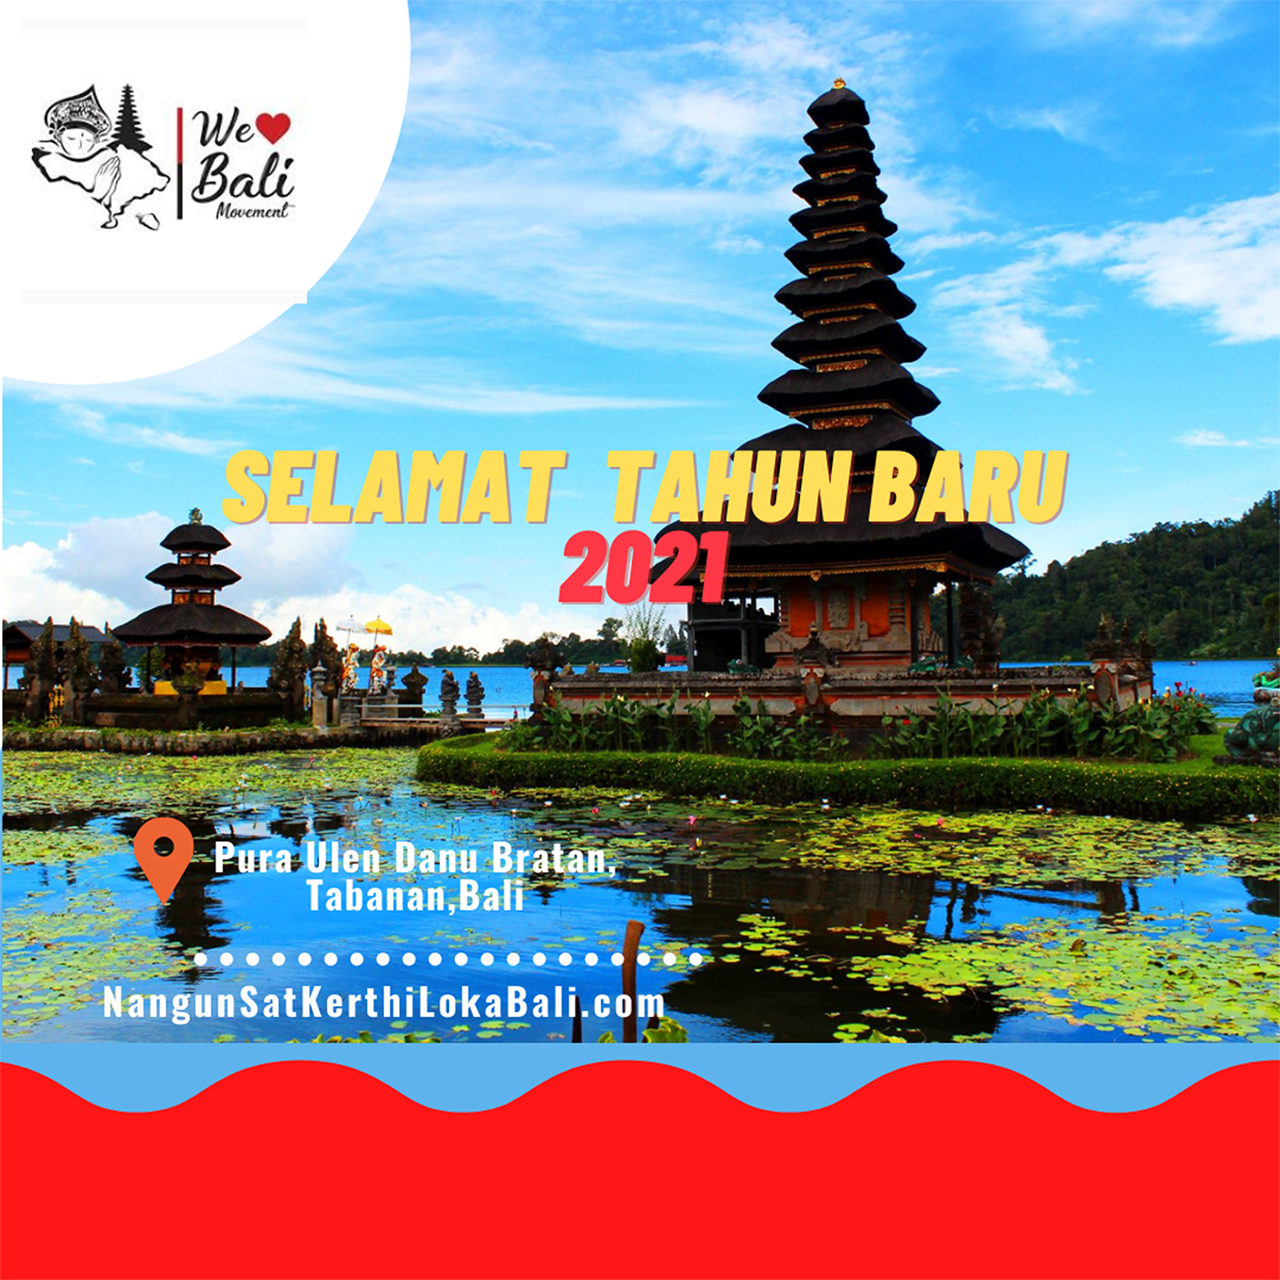 We
Bali
Movement
SELAMAT TAHUN BARU
2021
Pura Ulen Danu Bratan,
Tabanan,Bali
NangunSatKerthiLokaBali.com